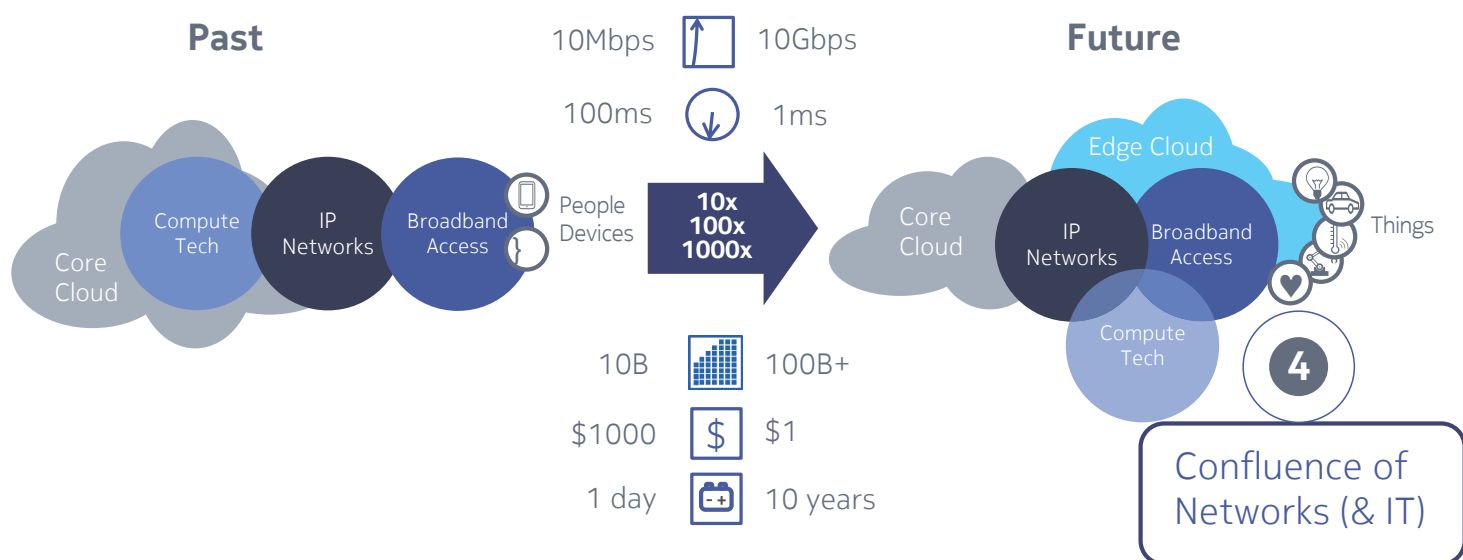 Past
10Mbps
10Gbps
Future
100ms
1ms
Core
Cloud
Compute
Tech
IP
Networks
Broadband
Access
}
People
Devices
10x
100x
1000x
Core
Cloud
Edge Cloud
IP
Networks
Broadband
Access
Compute
Tech
Things
10B
100B+
$1000
$
$1
1 day
- +
10 years
4
Confluence of
Networks (& IT)